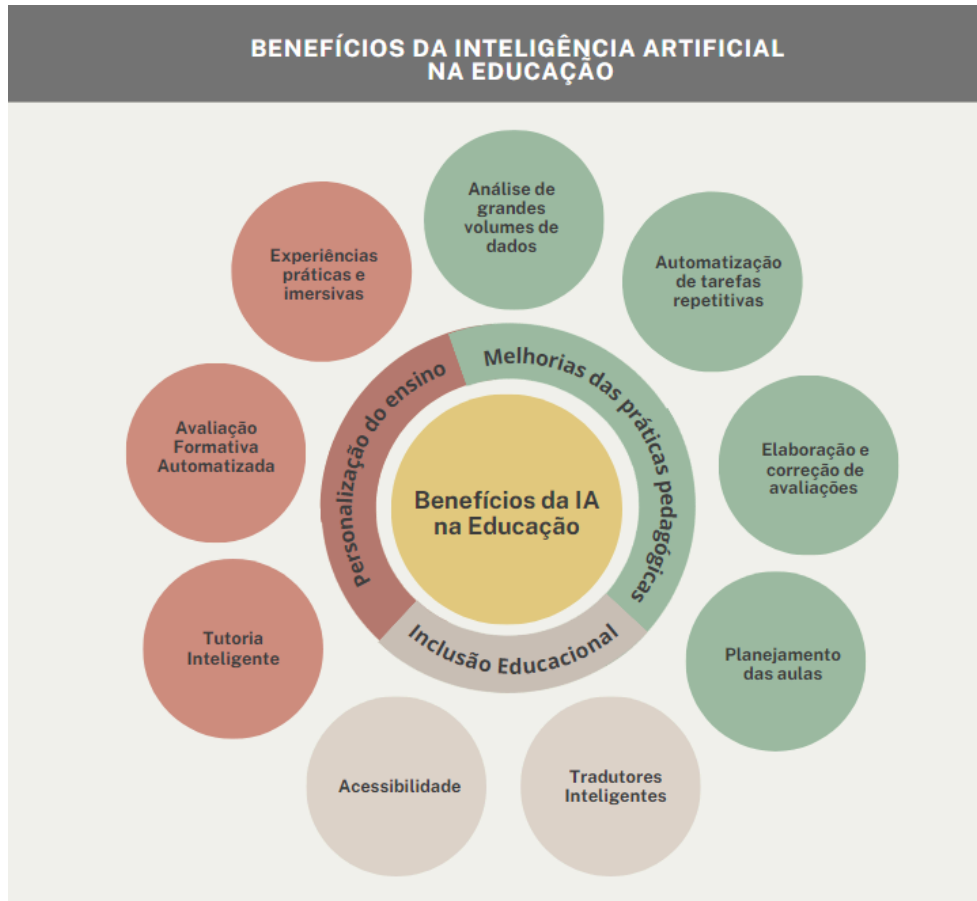 BENEFÍCIOS DA INTELIGÊNCIA ARTIFICIAL
NA EDUCAÇÃO
Análise de
grandes
volumes de
dados
Experiências
práticas e
imersivas
Automatização
de tarefas
repetitivas
Personalização do ensino
Melhorias das práticas pedagógicas
Avaliação
Formativa
Automatizada
Benefícios da IA
na Educação
Elaboração e
correção de
avaliações
Inclusão Educacional
Tutoria
Inteligente
Planejamento
das aulas
Acessibilidade
Tradutores
Inteligentes